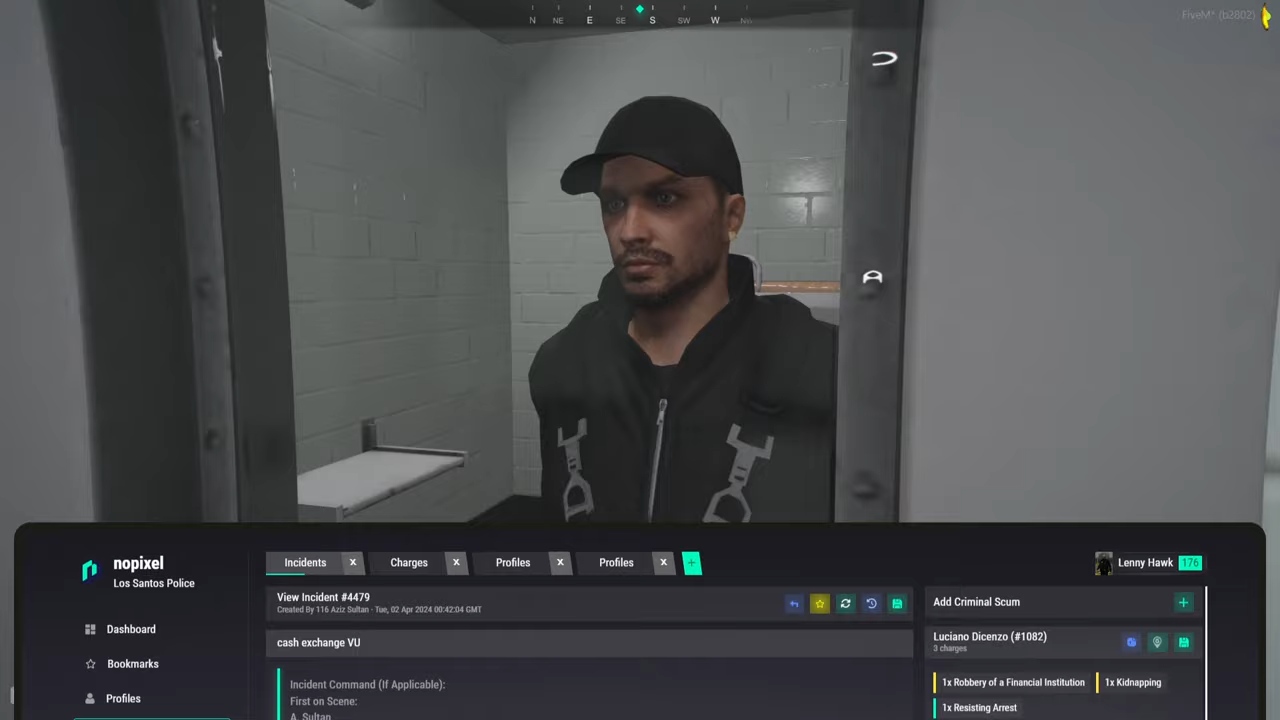 N NE E SE S SW W NW
FiveM* (b2802)
nopixel
Los Santos Police
Dashboard
Bookmarks
Profiles
Incidents x Charges x Profiles x Profiles x +
View Incident #4479
Created By 116 Aziz Sultan - Tue, 02 Apr 2024 00:42:04 GMT
cash exchange VU
Incident Command (If Applicable):
First on Scene:
A. Sultan
Lenny Hawk 176
Add Criminal Scum +
Luciano Dicenzo (#1082)
3 charges
1x Robbery of a Financial Institution 1x Kidnapping
1x Resisting Arrest